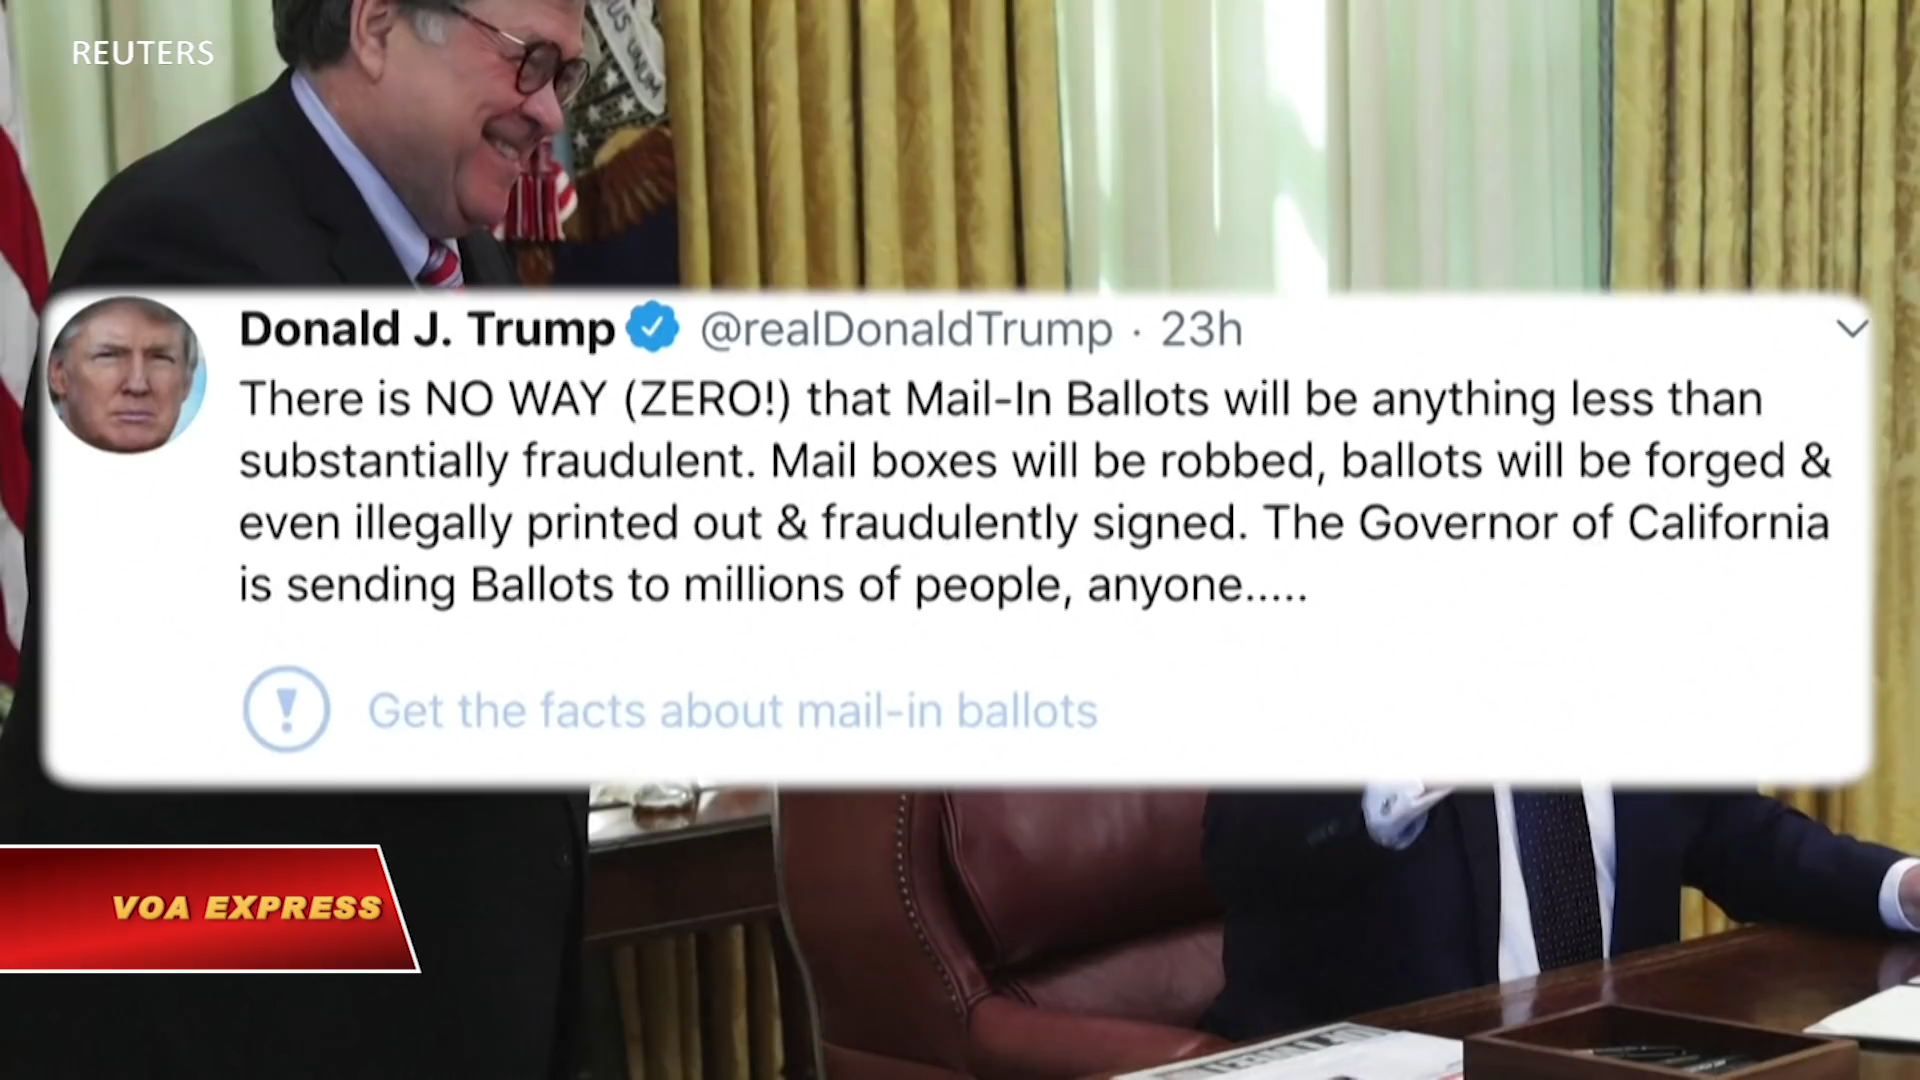 REUTERS
Donald J. Trump @realDonaldTrump · 23h
There is NO WAY (ZERO!) that Mail-In Ballots will be anything less than
substantially fraudulent. Mail boxes will be robbed, ballots will be forged &
even illegally printed out & fraudulently signed. The Governor of California
is sending Ballots to millions of people, anyone.....
Get the facts about mail-in ballots
VOA EXPRESS